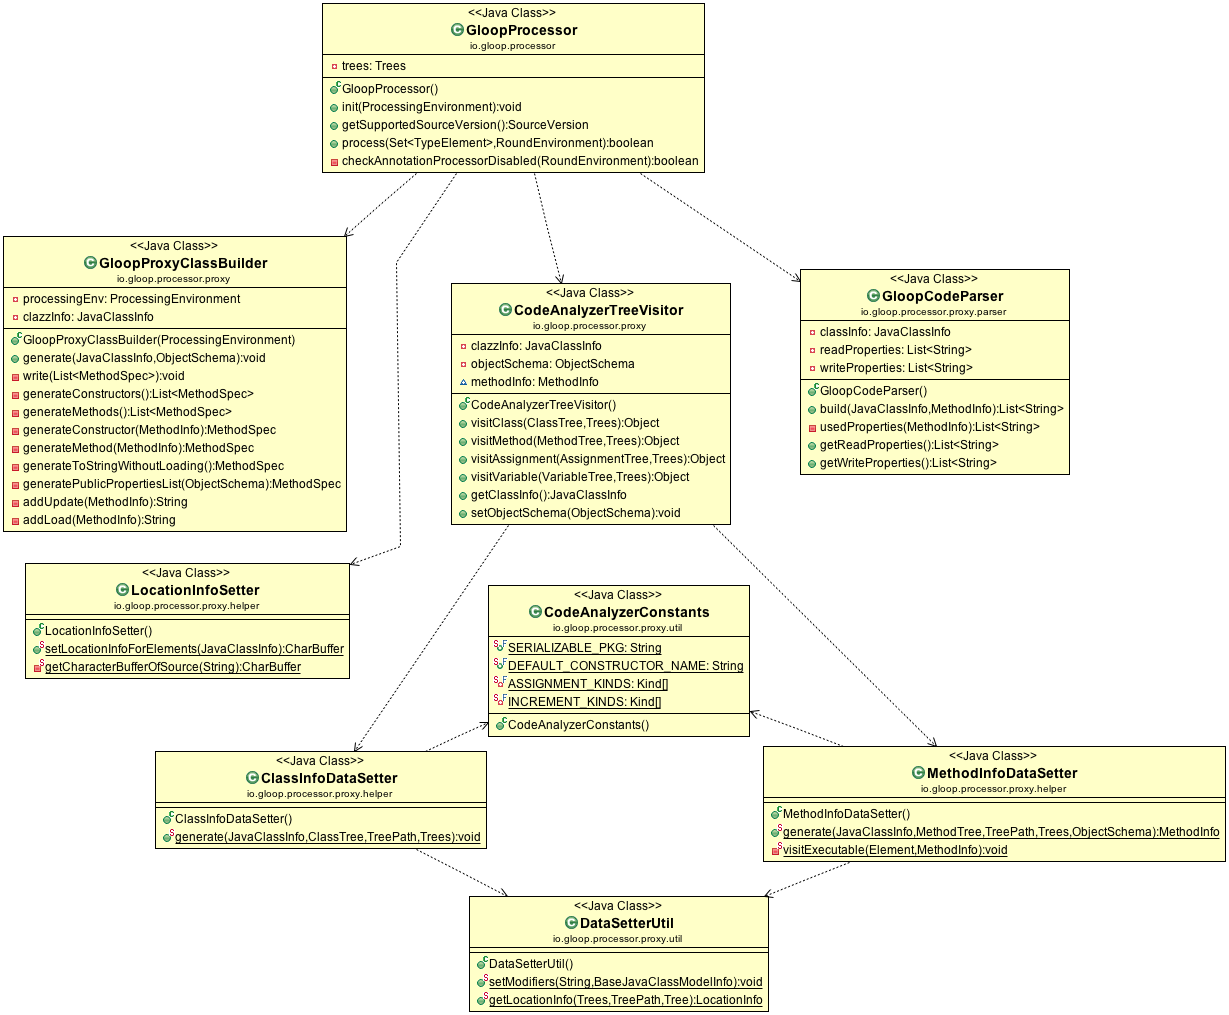 <<Java Class>>
GloopProcessor
io.gloop.processor
trees: Trees
GloopProcessor()
init(ProcessingEnvironment):void
getSupportedSourceVersion():SourceVersion
process(Set<TypeElement>,RoundEnvironment):boolean
checkAnnotationProcessorDisabled(RoundEnvironment):boolean
<<Java Class>>
GloopProxyClassBuilder
io.gloop.processor.proxy
processingEnv: ProcessingEnvironment
clazzInfo: JavaClassInfo
GloopProxyClassBuilder(ProcessingEnvironment)
generate(JavaClassInfo,ObjectSchema):void
write(List<MethodSpec>):void
generateConstructors():List<MethodSpec>
generateMethods():List<MethodSpec>
generateConstructor(MethodInfo):MethodSpec
generateMethod(MethodInfo):MethodSpec
generateToStringWithoutLoading():MethodSpec
generatePublicPropertiesList(ObjectSchema):MethodSpec
addUpdate(MethodInfo):String
addLoad(MethodInfo):String
<<Java Class>>
CodeAnalyzerTreeVisitor
io.gloop.processor.proxy
clazzInfo: JavaClassInfo
objectSchema: ObjectSchema
methodInfo: MethodInfo
CodeAnalyzerTreeVisitor()
visitClass(ClassTree,Trees):Object
visitMethod(MethodTree,Trees):Object
visitAssignment(AssignmentTree,Trees):Object
visitVariable(VariableTree,Trees):Object
getClassInfo():JavaClassInfo
setObjectSchema(ObjectSchema):void
<<Java Class>>
GloopCodeParser
io.gloop.processor.proxy.parser
classInfo: JavaClassInfo
readProperties: List<String>
writeProperties: List<String>
GloopCodeParser()
build(JavaClassInfo,MethodInfo):List<String>
usedProperties(MethodInfo):List<String>
getReadProperties():List<String>
getWriteProperties():List<String>
<<Java Class>>
LocationInfoSetter
io.gloop.processor.proxy.helper
LocationInfoSetter()
setLocationInfoForElements(JavaClassInfo):CharBuffer
getCharacterBufferOfSource(String):CharBuffer
<<Java Class>>
CodeAnalyzerConstants
io.gloop.processor.proxy.util
SERIALIZABLE_PKG: String
DEFAULT_CONSTRUCTOR_NAME: String
ASSIGNMENT_KINDS: Kind[]
INCREMENT_KINDS: Kind[]
CodeAnalyzerConstants()
<<Java Class>>
ClassInfoDataSetter
io.gloop.processor.proxy.helper
ClassInfoDataSetter()
generate(JavaClassInfo,ClassTree,TreePath,Trees):void
<<Java Class>>
MethodInfoDataSetter
io.gloop.processor.proxy.helper
MethodInfoDataSetter()
generate(JavaClassInfo,MethodTree,TreePath,Trees,ObjectSchema):MethodInfo
visitExecutable(Element,MethodInfo):void
<<Java Class>>
DataSetterUtil
io.gloop.processor.proxy.util
DataSetterUtil()
setModifiers(String,BaseJavaClassModelInfo):void
getLocationInfo(Trees,TreePath,Tree):LocationInfo